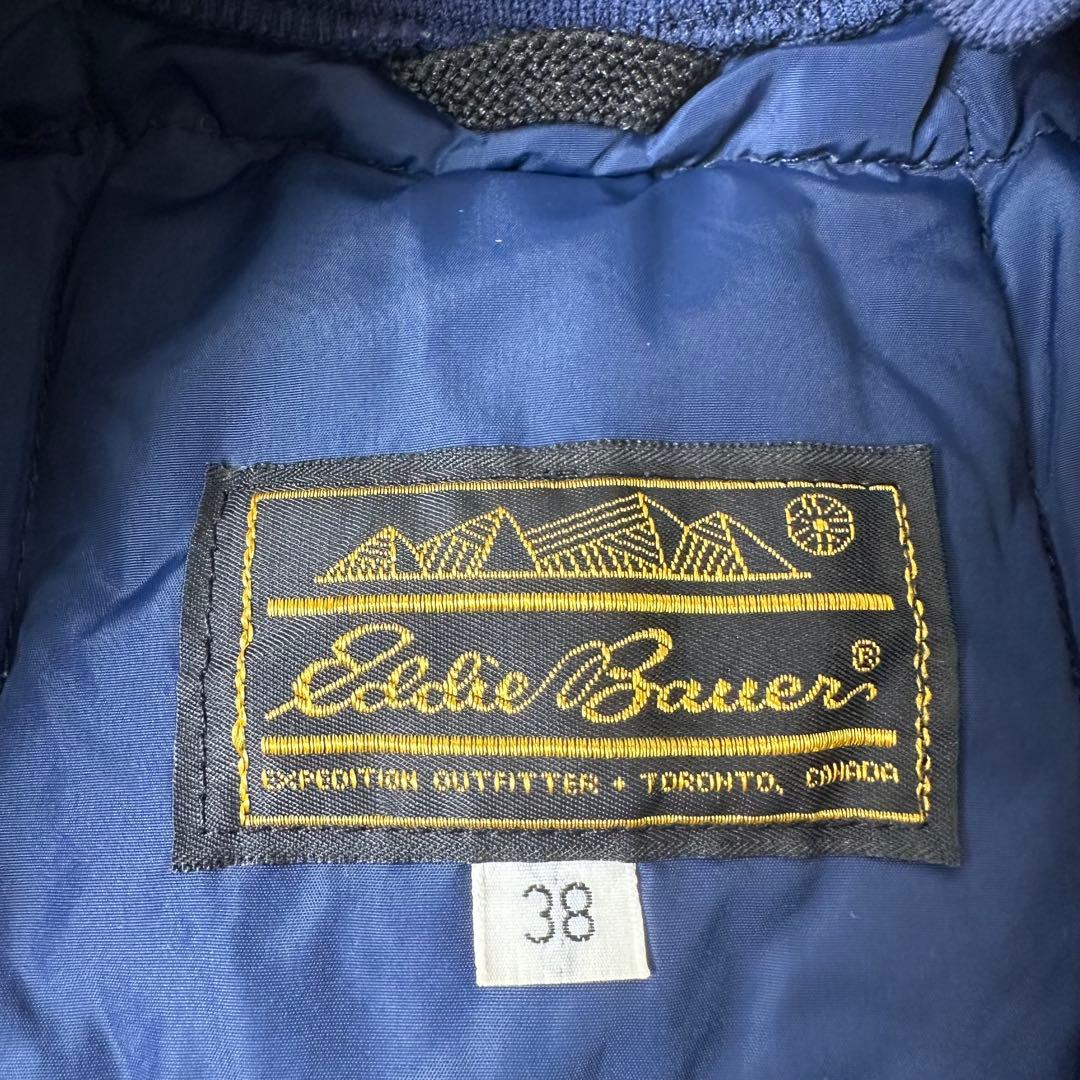 Eddie Bauer®
EXPEDITION OUTFITTER + TORONTO, CANADA
38